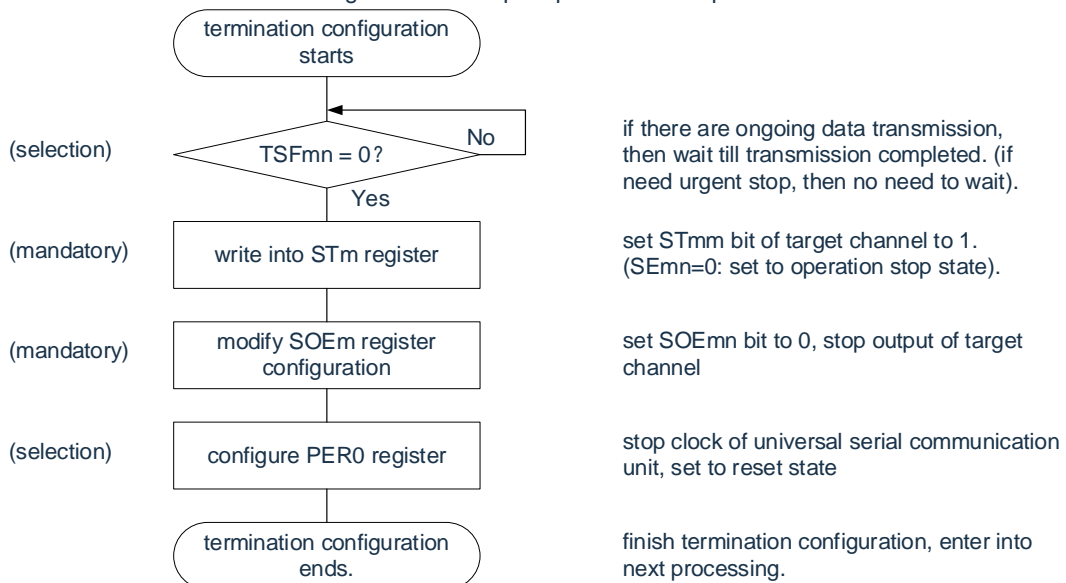 termination configuration
starts
(selection)
TSFmn = 0?
No
Yes
if there are ongoing data transmission,
then wait till transmission completed. (if
need urgent stop, then no need to wait).
(mandatory)
write into STm register
set STmm bit of target channel to 1.
(SEmn=0: set to operation stop state).
(mandatory)
modify SOEm register
configuration
set SOEmn bit to 0, stop output of target
channel
(selection)
configure PER0 register
stop clock of universal serial communication
unit, set to reset state
termination configuration
ends.
finish termination configuration, enter into
next processing.